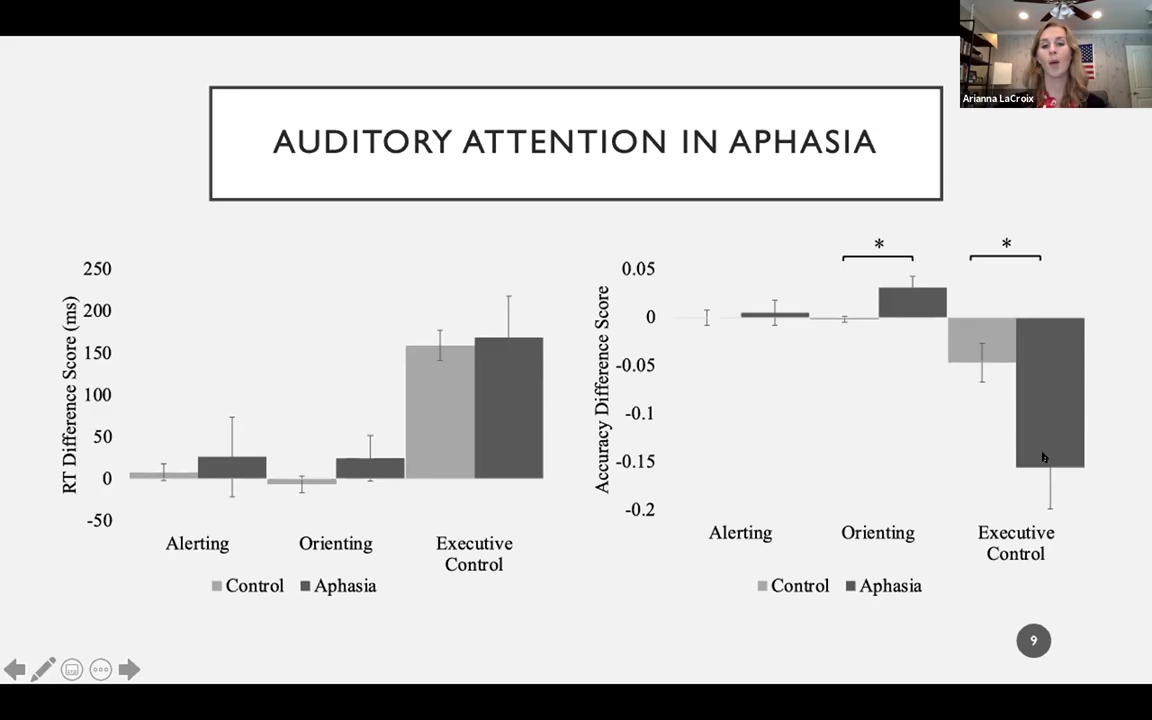 Arianna LaCroix
AUDITORY ATTENTION IN APHASIA
RT Difference Score (ms)
250
200
150
100
50
0
-50
Alerting
Orienting
Executive
Control
Control
Aphasia
Accuracy Difference Score
0.05
0
-0.05
-0.1
-0.15
-0.2
*
*
Alerting
Orienting
Executive
Control
Control
Aphasia
9